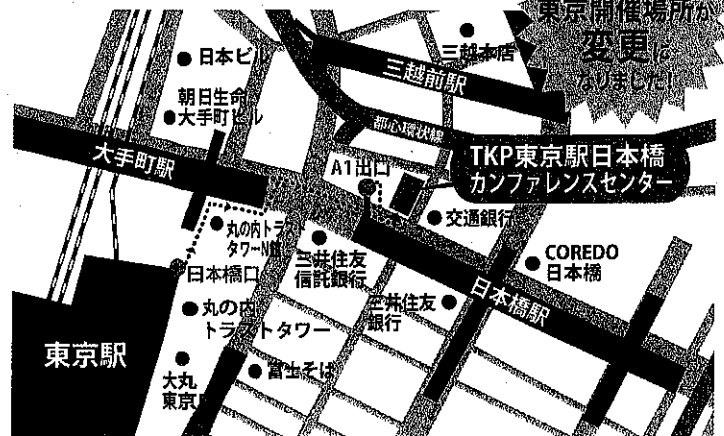 東京開催場所が
変更に
なりました!
日本ビル
三越本店
三越前駅
朝日生命
大手町ビル
都心環状線
大手町駅
A1出口
TKP東京駅日本橋
カンファレンスセンター
丸の内トラスト
タワーN館
交通銀行
日本橋口
三井住友
信託銀行
COREDO
日本橋
丸の内
トラストタワー
三井住友
銀行
日本橋駅
東京駅
富士そば
大丸
東京